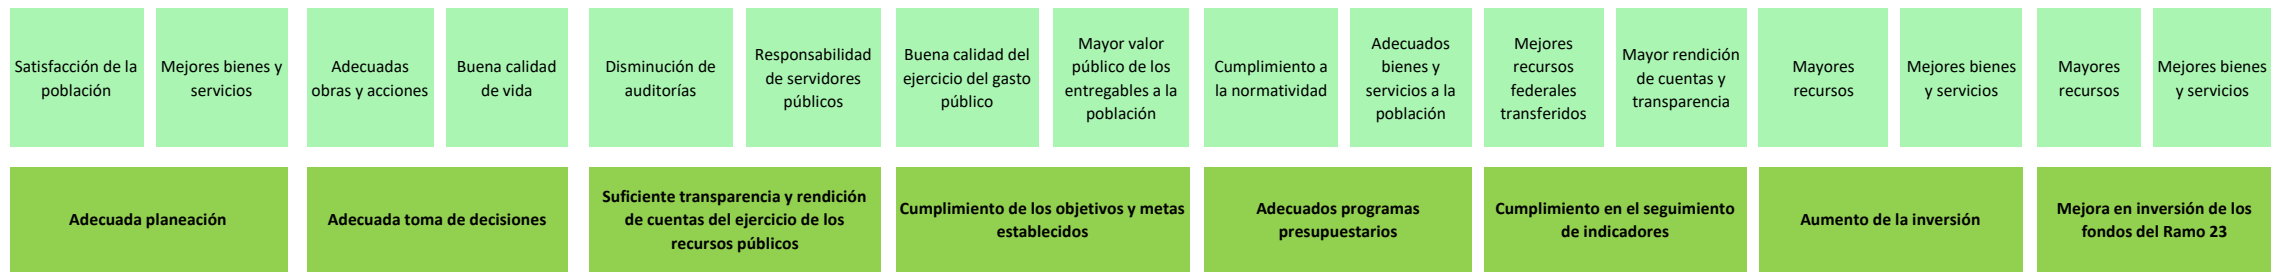 Satisfacción de la
población
Mejores bienes y
servicios
Adecuadas
obras y acciones
Buena calidad
de vida
Disminución de
auditorías
Responsabilidad
de servidores
públicos
Buena calidad del
ejercicio del gasto
público
Mayor valor
público de los
entregables a la
población
Cumplimiento a
la normatividad
Adecuados
bienes y
servicios a la
población
Mejores
recursos
federales
transferidos
Mayor rendición
de cuentas y
transparencia
Mayores
recursos
Mejores bienes
y servicios
Mayores
recursos
Mejores bienes
y servicios
Adecuada planeación
Adecuada toma de decisiones
Suficiente transparencia y rendición
de cuentas del ejercicio de los
recursos públicos
Cumplimiento de los objetivos y metas
establecidos
Adecuados programas
presupuestarios
Cumplimiento en el seguimiento
de indicadores
Aumento de la inversión
Mejora en inversión de los
fondos del Ramo 23